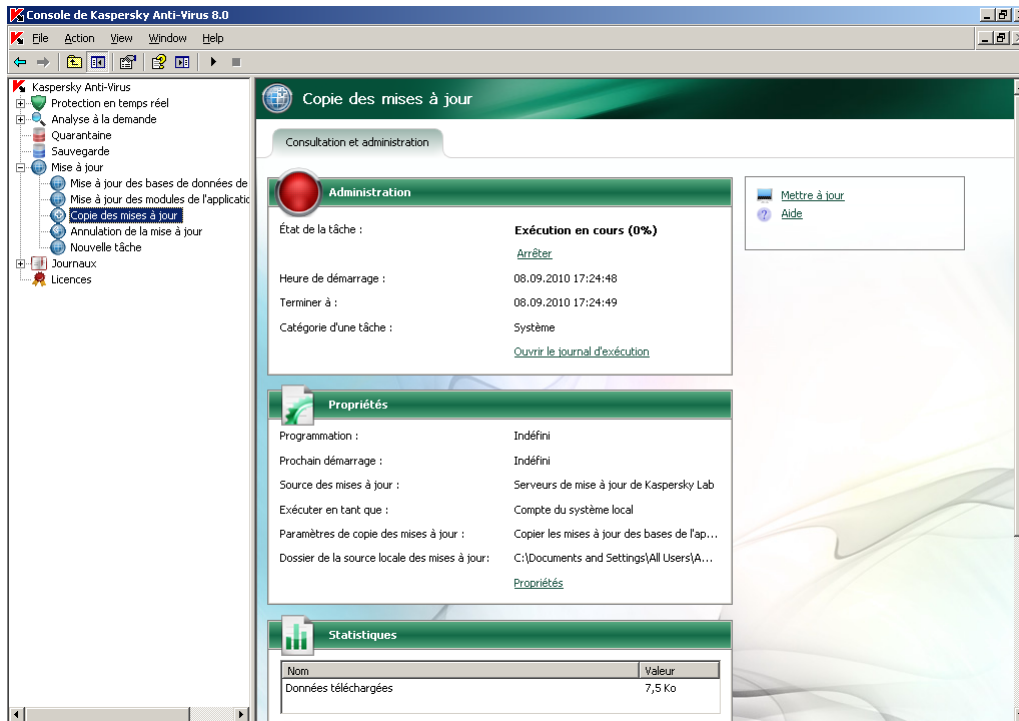 Console de Kaspersky Anti-Virus 8.0
File Action View Window Help
Kaspersky Anti-Virus
Protection en temps réel
Analyse à la demande
Quarantaine
Sauvegarde
Mise à jour
Mise à jour des bases de données de
Mise à jour des modules de l'applicatio
Copie des mises à jour
Annulation de la mise à jour
Nouvelle tâche
Journaux
Licences
Copie des mises à jour
Consultation et administration
Administration
État de la tâche : Exécution en cours (0%)
Arrêter
Heure de démarrage : 08.09.2010 17:24:48
Terminer à : 08.09.2010 17:24:49
Catégorie d'une tâche : Système
Ouvrir le journal d'exécution
Propriétés
Programmation : Indéfini
Prochain démarrage : Indéfini
Source des mises à jour : Serveurs de mise à jour de Kaspersky Lab
Exécuter en tant que : Compte du système local
Paramètres de copie des mises à jour : Copier les mises à jour des bases de l'ap...
Dossier de la source locale des mises à jour: C:\Documents and Settings\All Users\A...
Propriétés
Statistiques
Nom Valeur
Données téléchargées 7,5 Ko
Mettre à jour
Aide